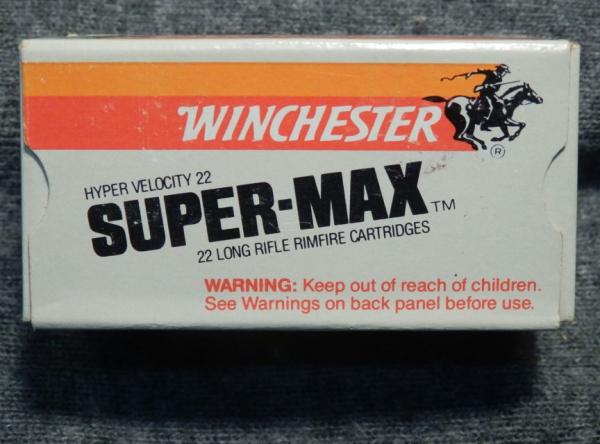 WINCHESTER
®
HYPER VELOCITY 22
SUPER-MAX™
22 LONG RIFLE RIMFIRE CARTRIDGES
WARNING: Keep out of reach of children.
See Warnings on back panel before use.